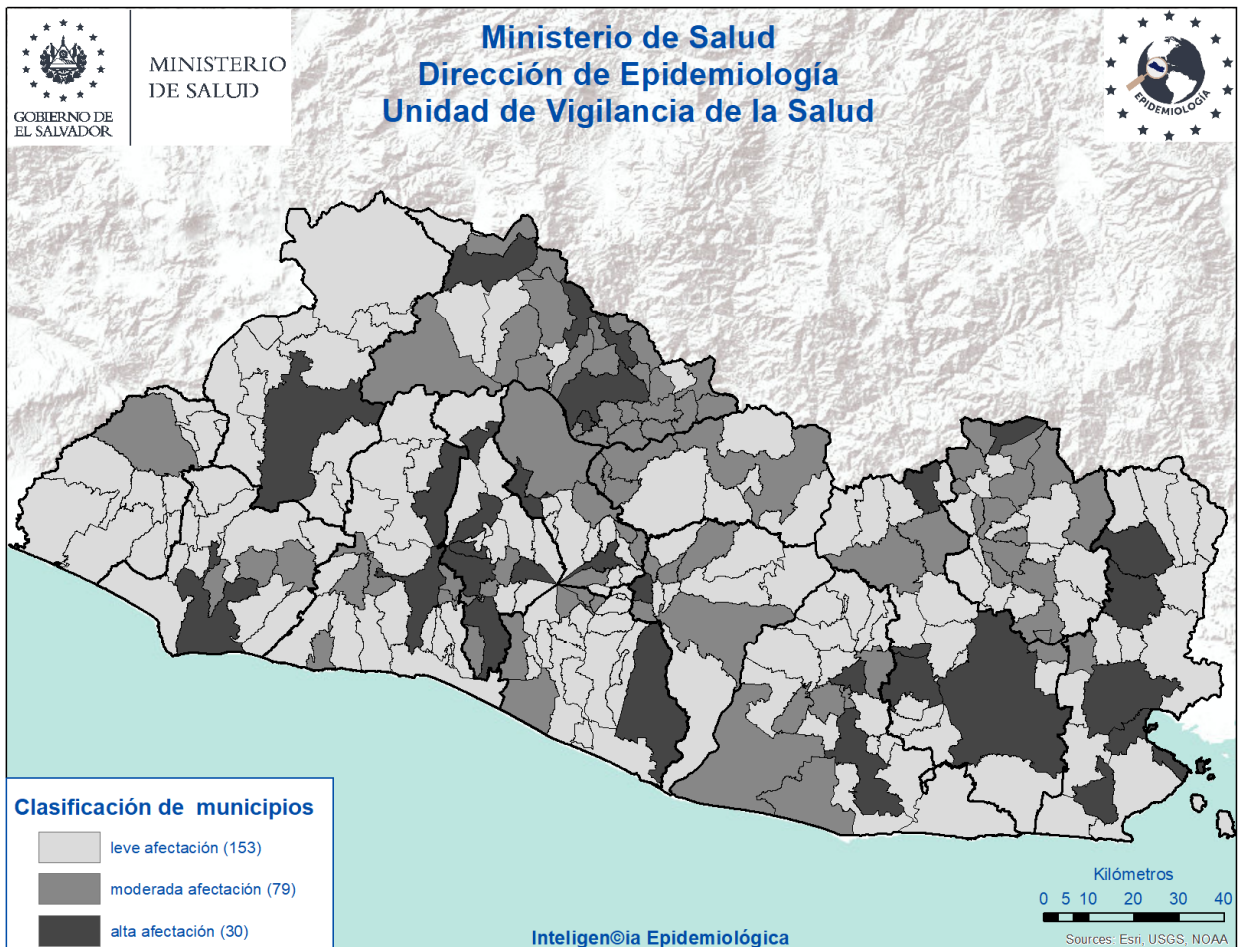 GOBIERNO DE
EL SALVADOR
MINISTERIO
DE SALUD
Ministerio de Salud
Dirección de Epidemiología
Unidad de Vigilancia de la Salud
EPIDEMIOLOGÍA
Clasificación de municipios
leve afectación (153)
moderada afectación (79)
alta afectación (30)
Inteligen©ia Epidemiológica
Kilómetros
0 5 10 20 30 40
Sources: Esri, USGS, NOAA